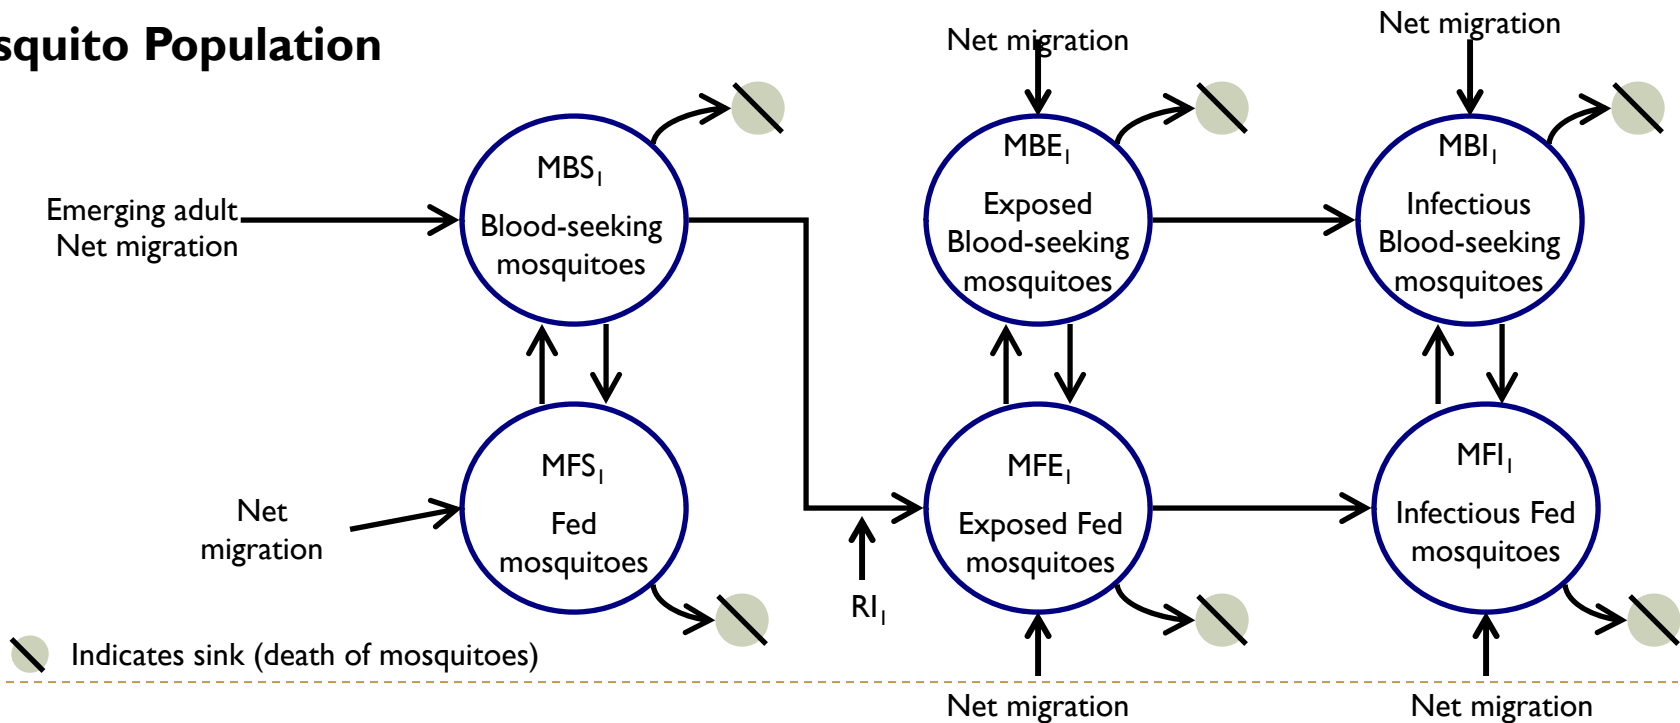 squito Population
Net migration
Net migration
Emerging adult
Net migration
MBS₁
Blood-seeking
mosquitoes
MBE₁
Exposed
Blood-seeking
mosquitoes
MBI₁
Infectious
Blood-seeking
mosquitoes
Net
migration
MFS₁
Fed
mosquitoes
RI₁
MFE₁
Exposed Fed
mosquitoes
MFI₁
Infectious Fed
mosquitoes
Indicates sink (death of mosquitoes)
Net migration
Net migration